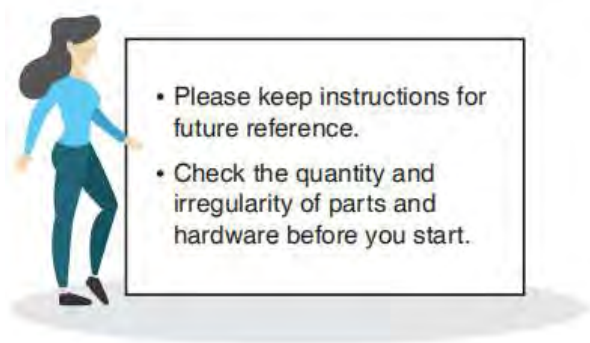 • Please keep instructions for
future reference.
• Check the quantity and
irregularity of parts and
hardware before you start.